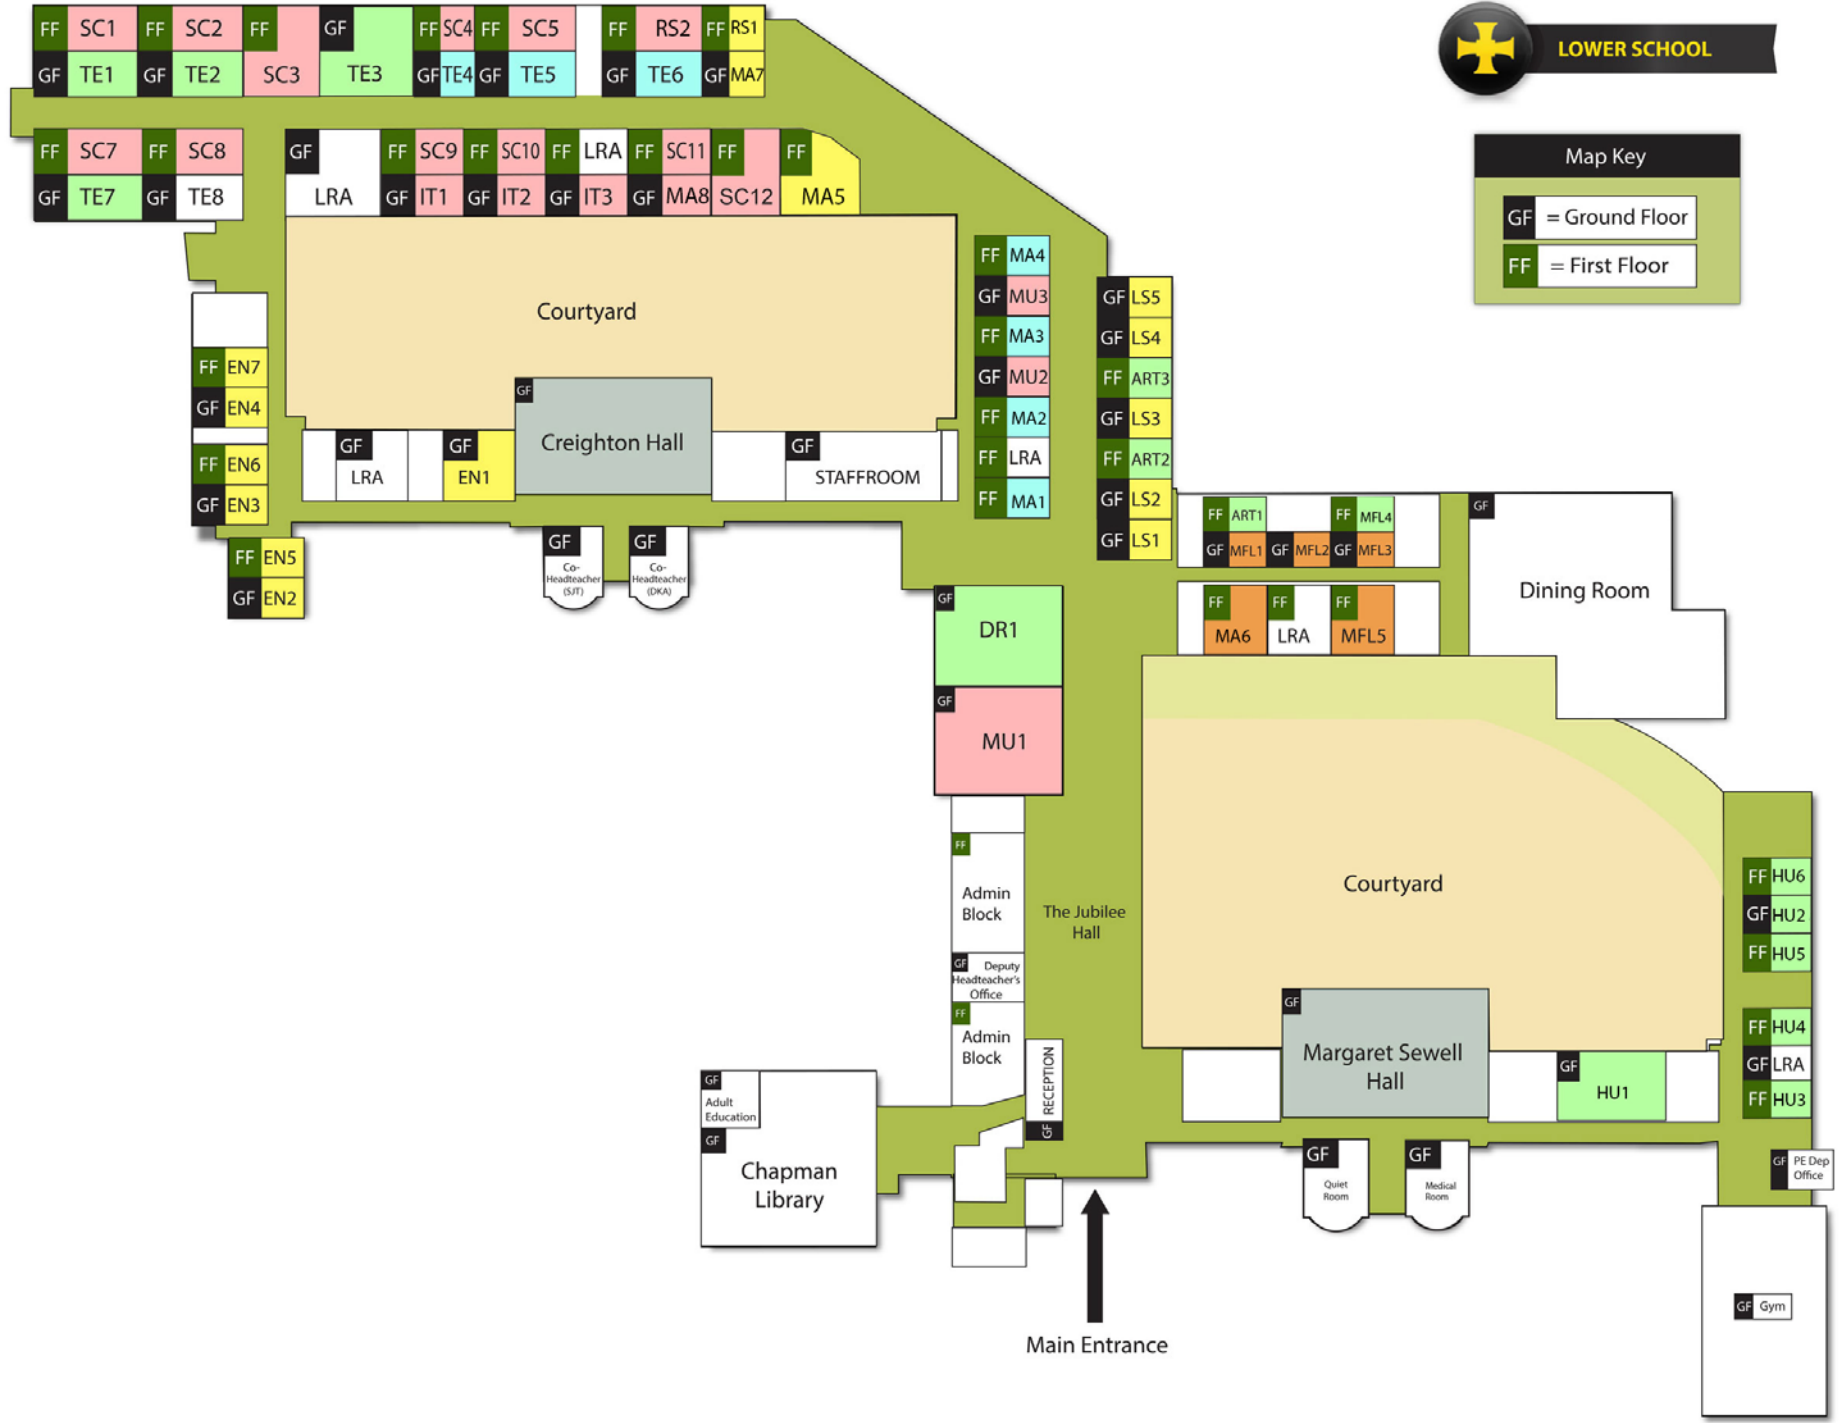 LOWER SCHOOL
Map Key
GF = Ground Floor
FF = First Floor
FF SC1 FF SC2 FF GF FF SC4 FF SC5 FF RS2 FF RS1
GF TE1 GF TE2 SC3 TE3 GF TE4 GF TE5 GF TE6 GF MA7
FF SC7 FF SC8 GF FF SC9 FF SC10 FF LRA FF SC11 FF FF
GF TE7 GF TE8 LRA GF IT1 GF IT2 GF IT3 GF MA8 SC12 MA5
Courtyard
FF EN7
GF EN4
FF EN6
GF EN3
FF EN5
GF EN2
GF
LRA
GF
EN1
GF
Creighton Hall
GF
STAFFROOM
GF
Co-
Headteacher
(SJT)
GF
Co-
Headteacher
(DKA)
FF MA4
GF MU3
FF MA3
GF MU2
FF MA2
FF LRA
FF MA1
GF LS5
GF LS4
FF ART3
GF LS3
FF ART2
GF LS2
GF LS1
FF ART1 FF MFL4
GF MFL1 GF MFL2 GF MFL3
FF FF FF
MA6 LRA MFL5
GF
Dining Room
GF
DR1
GF
MU1
FF
Admin
Block
GF Deputy
Headteacher's
Office
FF
Admin
Block
The Jubilee
Hall
GF RECEPTION
Courtyard
GF
Margaret Sewell
Hall
GF
HU1
FF HU6
GF HU2
FF HU5
FF HU4
GF LRA
FF HU3
GF PE Dep
Office
GF Gym
GF
Quiet
Room
GF
Medical
Room
GF
Adult
Education
GF
Chapman
Library
Main Entrance